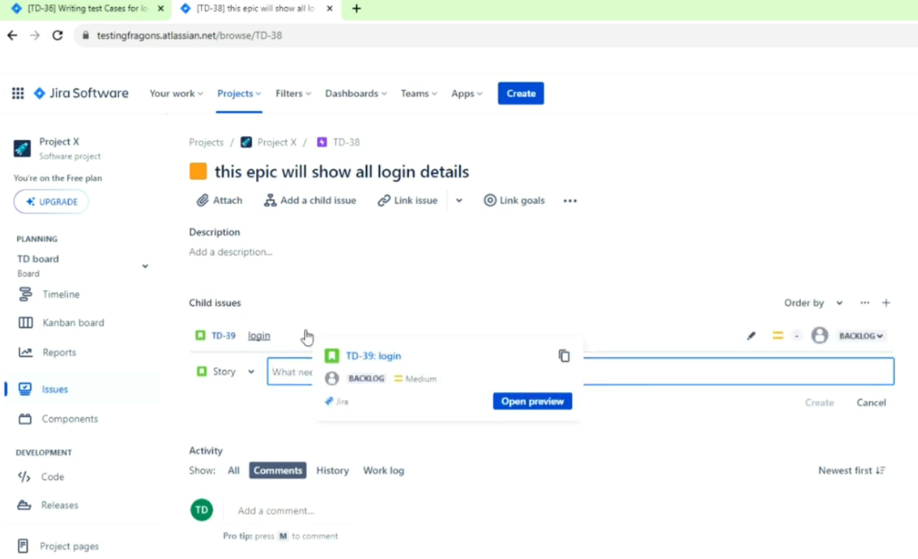 [TD-36] Writing test Cases for lo
[TD-38] this epic will show all lo
testingfragons.atlassian.net/browse/TD-38
Jira Software Your work Projects Filters Dashboards Teams Apps Create
Project X
Software project
You're on the Free plan
UPGRADE
PLANNING
TD board
Board
Timeline
Kanban board
Reports
Issues
Components
DEVELOPMENT
Code
Releases
Project pages
Projects / Project X / TD-38
this epic will show all login details
Attach Add a child issue Link issue Link goals
Description
Add a description...
Child issues Order by
TD-39 login BACKLOG
Story What nee
TD-39: login
BACKLOG Medium
Jira Open preview
Create Cancel
Activity
Show: All Comments History Work log Newest first
TD Add a comment...
Pro tip: press M to comment